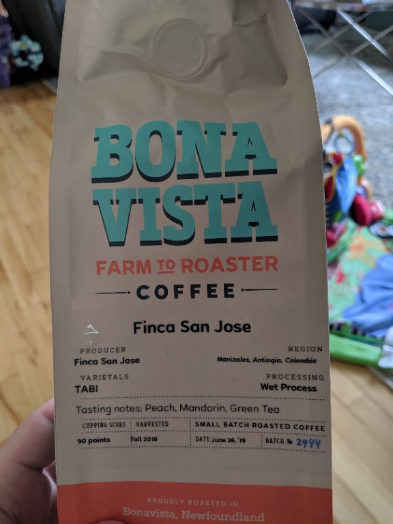 BONA
VISTA
FARM TO ROASTER
COFFEE
Finca San Jose
PRODUCER
Finca San Jose
REGION
Manizales, Antioqia, Colombia
VARIETALS
TABI
PROCESSING
Wet Process
Tasting notes: Peach, Mandarin, Green Tea
CUPPING SCORE HARVESTED SMALL BATCH ROASTED COFFEE
90 points Fall 2018 DATE June 26, '19 BATCH № 2944
PROUDLY ROASTED IN
Bonavista, Newfoundland